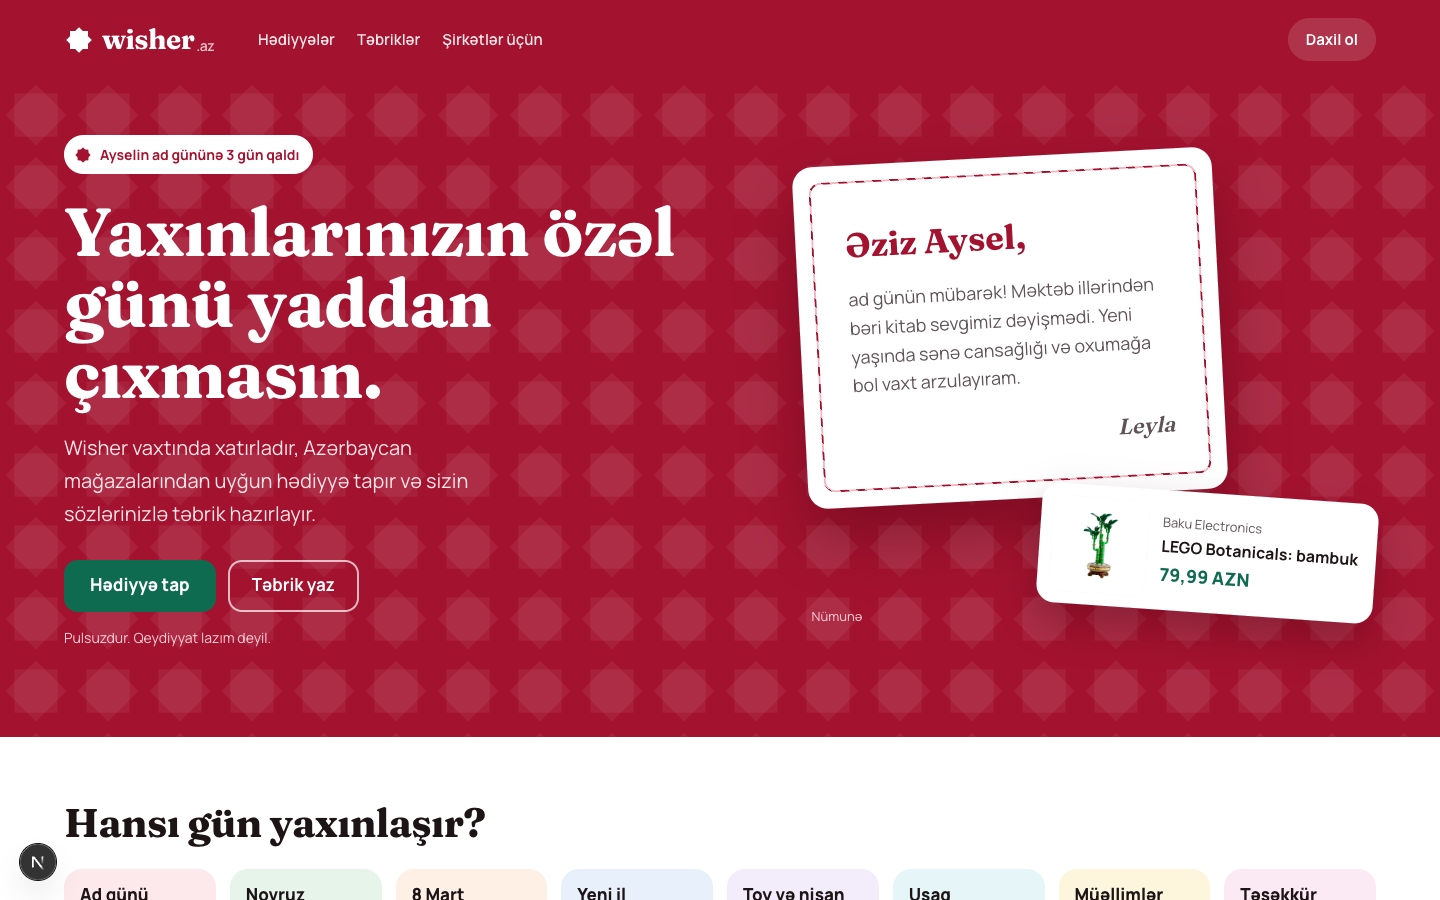 wisher.az
Hədiyyələr
Təbriklər
Şirkətlər üçün
Daxil ol
Ayselin ad gününə 3 gün qaldı
Yaxınlarınızın özəl
günü yaddan
çıxmasın.
Wisher vaxtında xatırladır, Azərbaycan
mağazalarından uyğun hədiyyə tapır və sizin
sözlərinizlə təbrik hazırlayır.
Hədiyyə tap
Təbrik yaz
Pulsuzdur. Qeydiyyat lazım deyil.
Əziz Aysel,
ad günün mübarək! Məktəb illərindən
bəri kitab sevgimiz dəyişmədi. Yeni
yaşında sənə cansağlığı və oxumağa
bol vaxt arzulayıram.
Leyla
Baku Electronics
LEGO Botanicals: bambuk
79,99 AZN
Nümunə
Hansı gün yaxınlaşır?
N
Ad günü
Novruz
8 Mart
Yeni il
Toy və nişan
Uşaq
Müəllimlər
Təşəkkür